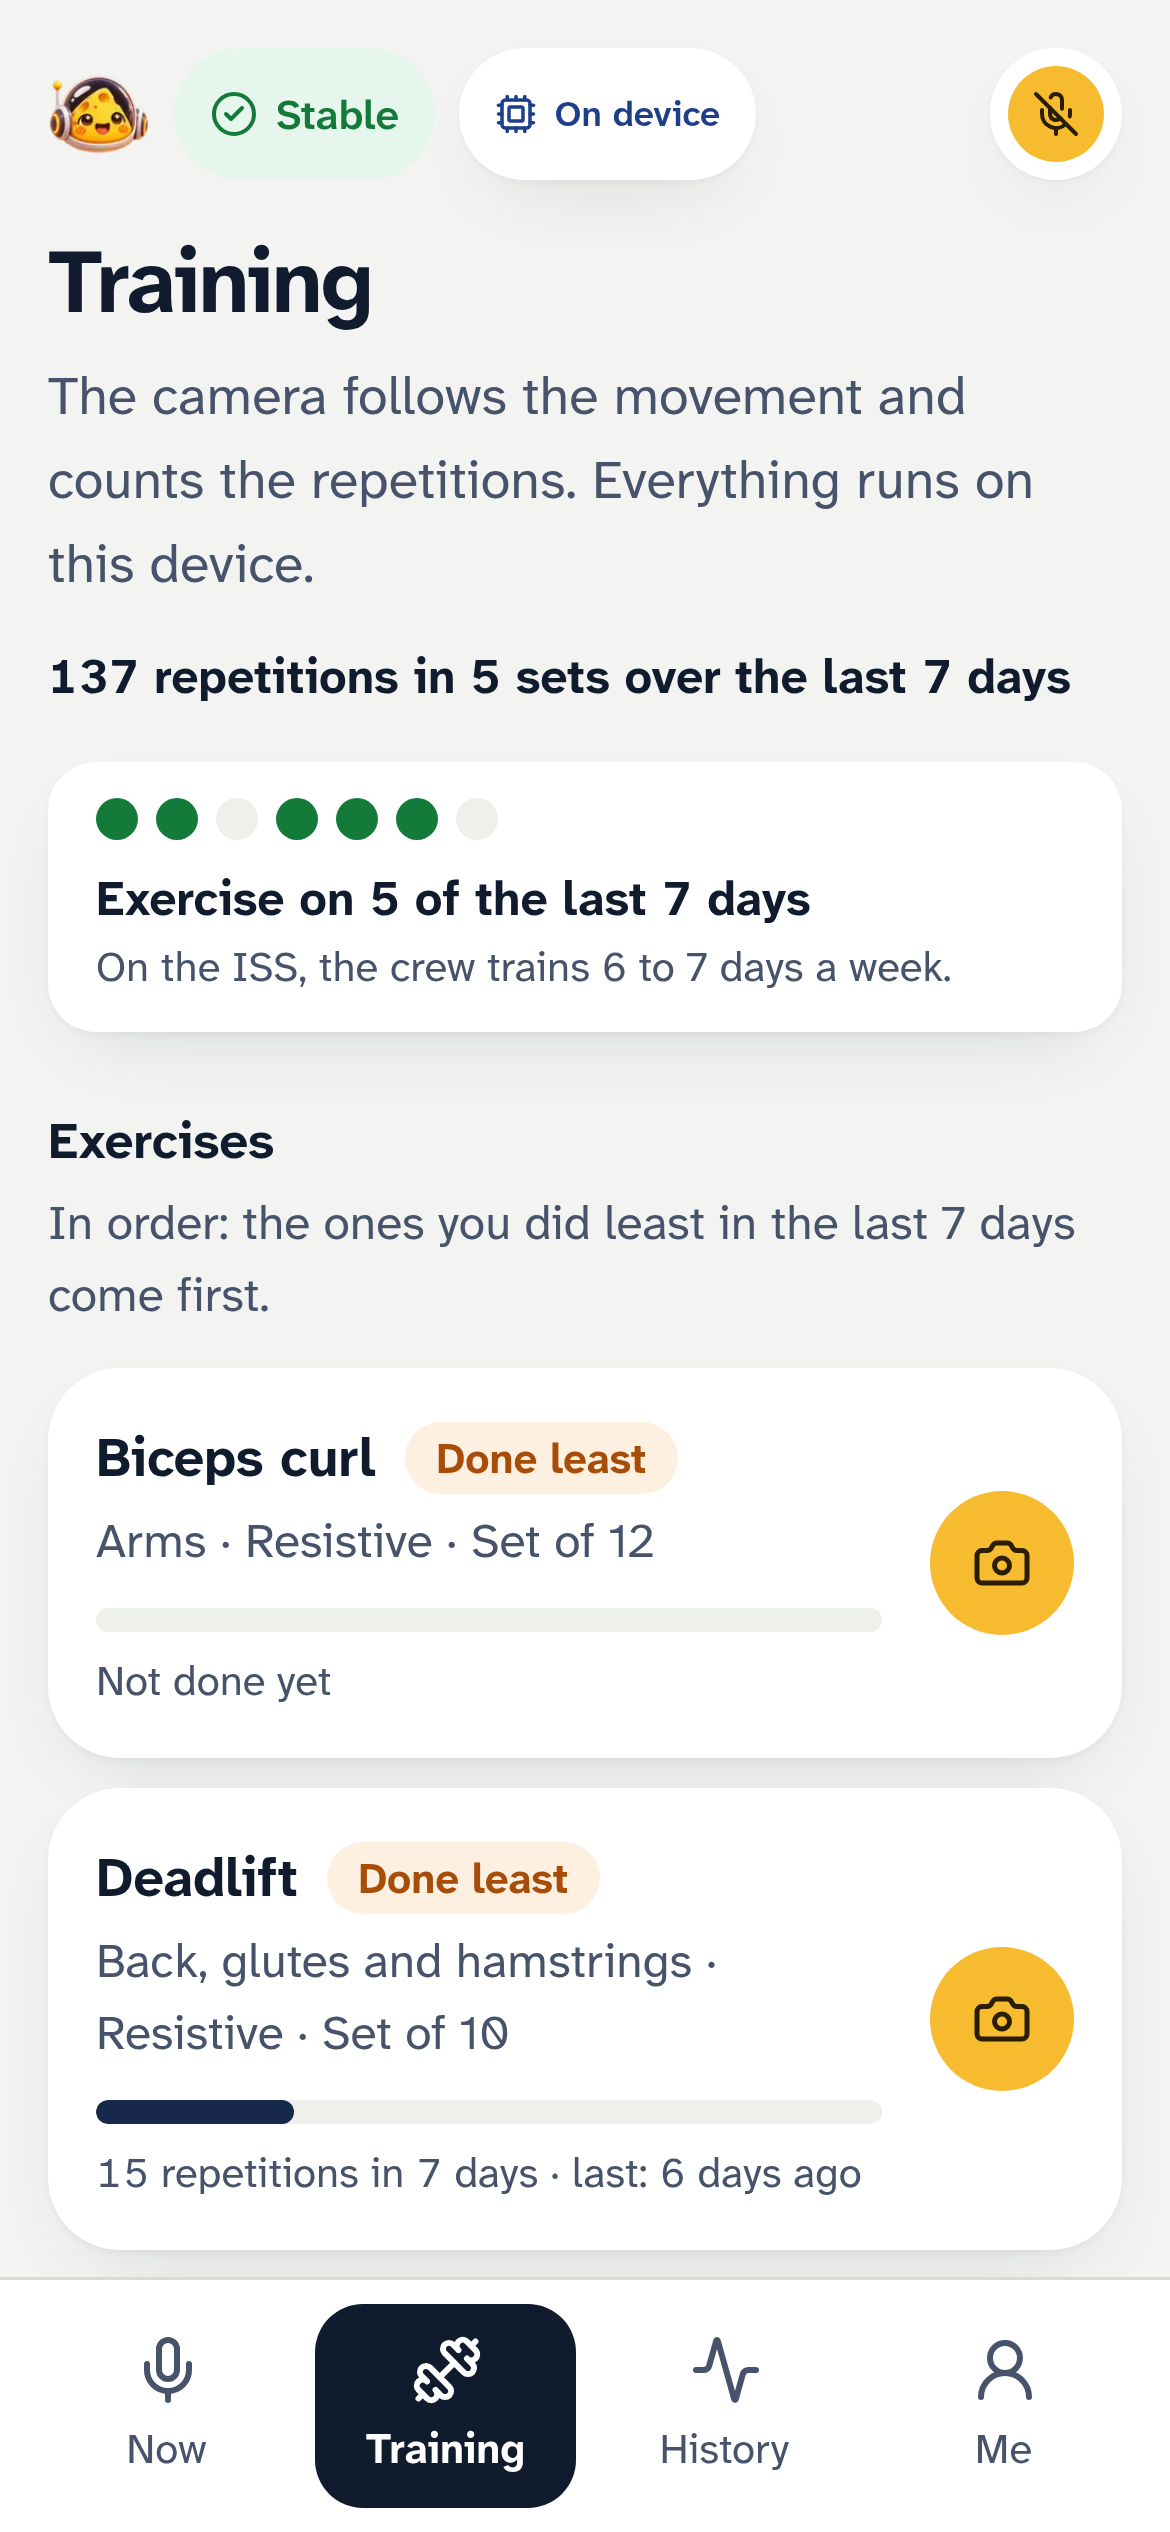 Stable
On device
Training
The camera follows the movement and
counts the repetitions. Everything runs on
this device.
137 repetitions in 5 sets over the last 7 days
Exercise on 5 of the last 7 days
On the ISS, the crew trains 6 to 7 days a week.
Exercises
In order: the ones you did least in the last 7 days
come first.
Biceps curl
Done least
Arms · Resistive · Set of 12
Not done yet
Deadlift
Done least
Back, glutes and hamstrings ·
Resistive · Set of 10
15 repetitions in 7 days · last: 6 days ago
Now
Training
History
Me